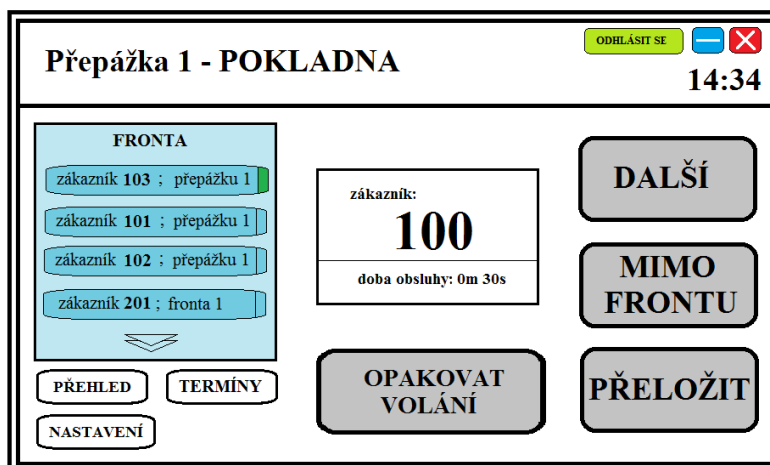 Přepážka 1 - POKLADNA
ODHLÁSIT SE
14:34
FRONTA
zákazník 103 ; přepážku 1
zákazník 101 ; přepážku 1
zákazník 102 ; přepážku 1
zákazník 201 ; fronta 1
PŘEHLED
TERMÍNY
NASTAVENÍ
zákazník:
100
doba obsluhy: 0m 30s
OPAKOVAT
VOLÁNÍ
DALŠÍ
MIMO
FRONTU
PŘELOŽIT